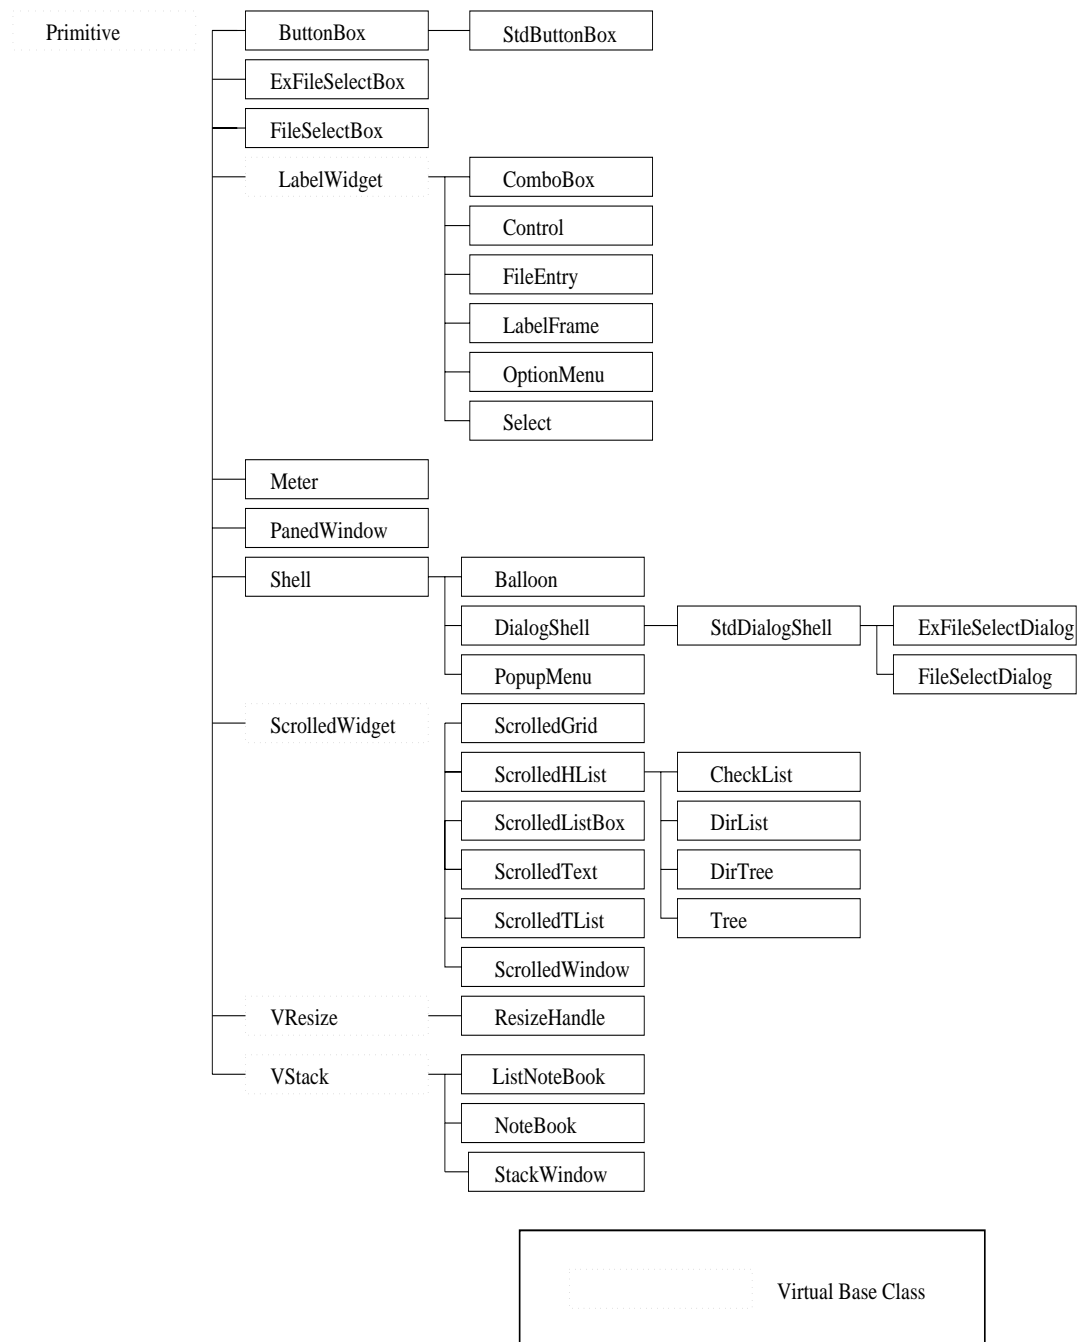 Primitive
ButtonBox
StdButtonBox
ExFileSelectBox
FileSelectBox
LabelWidget
ComboBox
Control
FileEntry
LabelFrame
OptionMenu
Select
Meter
PanedWindow
Shell
Balloon
DialogShell
StdDialogShell
ExFileSelectDialog
PopupMenu
FileSelectDialog
ScrolledWidget
ScrolledGrid
ScrolledHList
CheckList
ScrolledListBox
DirList
ScrolledText
DirTree
ScrolledTList
Tree
ScrolledWindow
VResize
ResizeHandle
VStack
ListNoteBook
NoteBook
StackWindow
Virtual Base Class